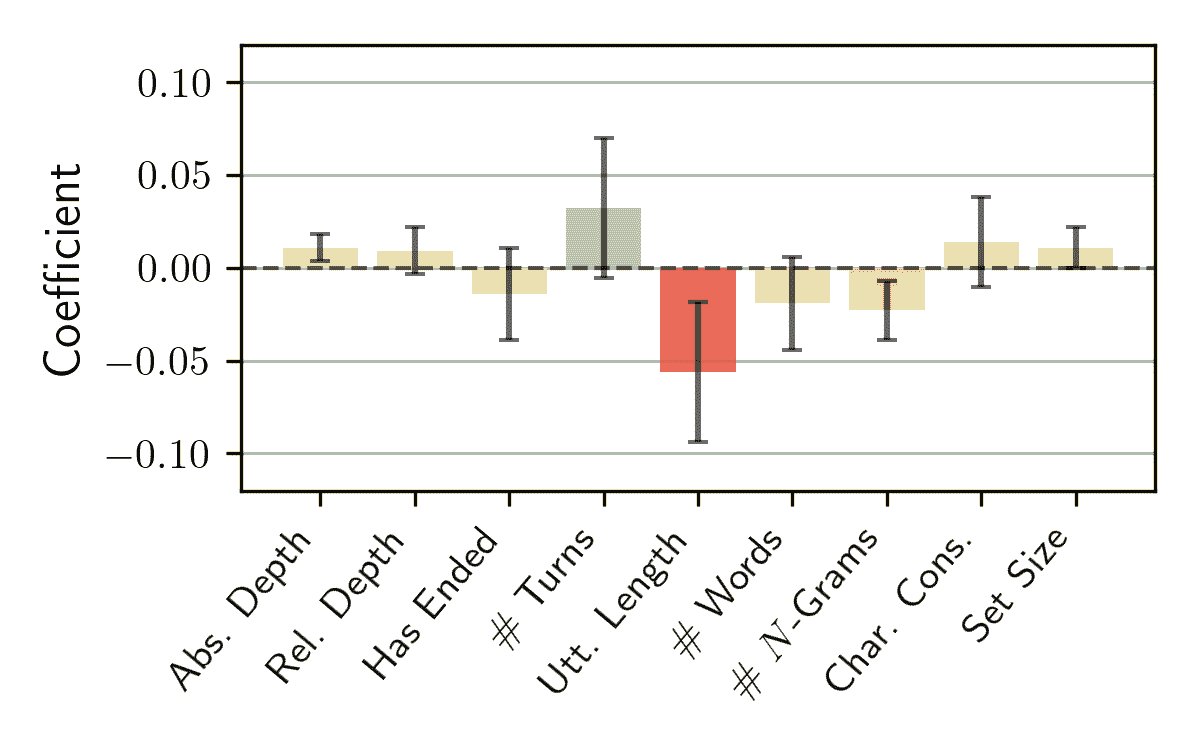 0.10
0.05
0.00
−0.05
−0.10
Coefficient
Abs. Depth
Rel. Depth
Has Ended
# Turns
Utt. Length
# Words
# N-Grams
Char. Cons.
Set Size